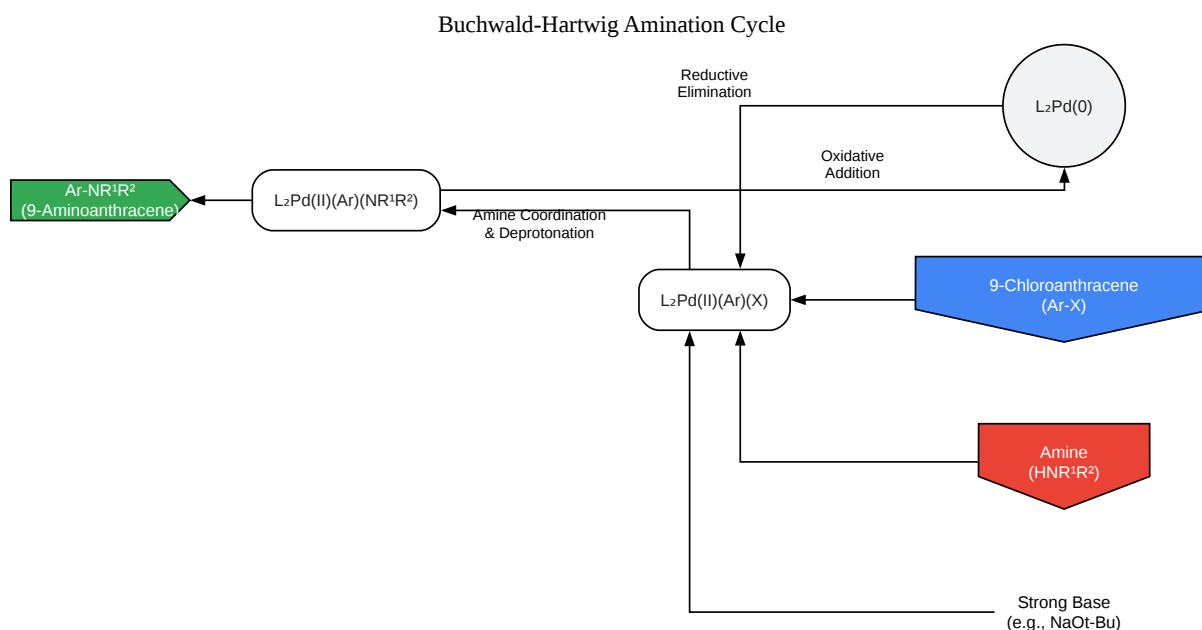 Buchwald-Hartwig Amination Cycle
Reductive
Elimination
L₂Pd(0)
Oxidative
Addition
Ar-NR¹R²
(9-Aminoanthracene)
L₂Pd(II)(Ar)(NR¹R²)
Amine Coordination
& Deprotonation
L₂Pd(II)(Ar)(X)
9-Chloroanthracene
(Ar-X)
Amine
(HNR¹R²)
Strong Base
(e.g., NaOt-Bu)